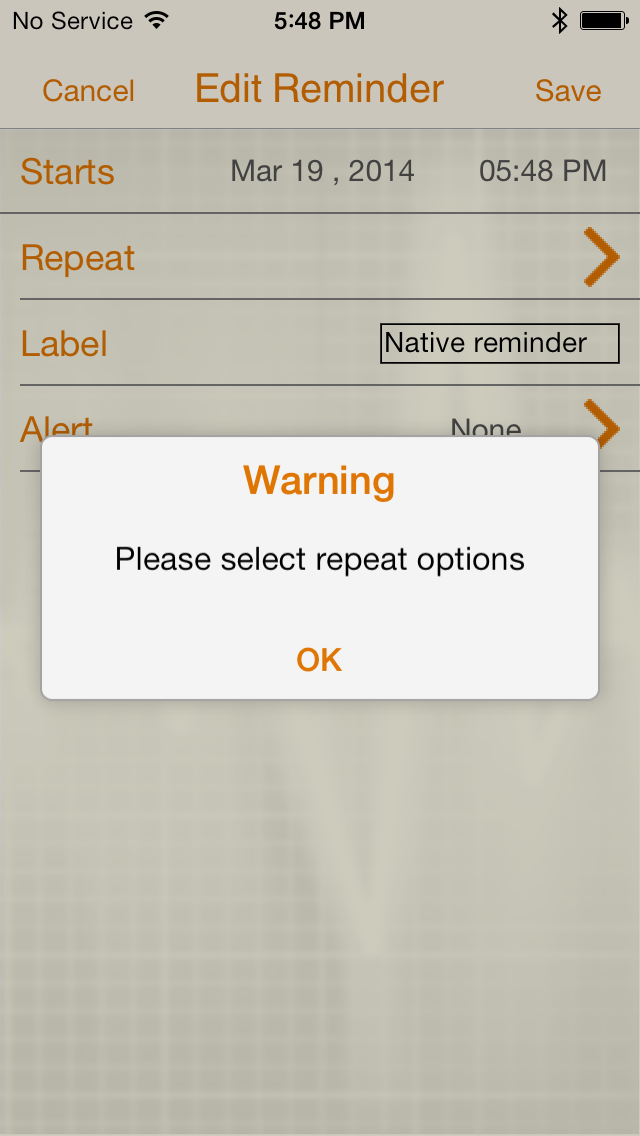 No Service 5:48 PM
Cancel Edit Reminder Save
Starts Mar 19 , 2014 05:48 PM
Repeat
Label Native reminder
Alert None
Warning
Please select repeat options
OK